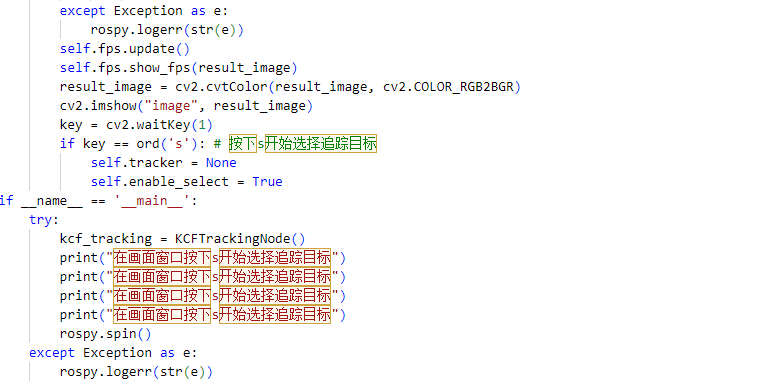 except Exception as e:
rospy.logerr(str(e))
self.fps.update()
self.fps.show_fps(result_image)
result_image = cv2.cvtColor(result_image, cv2.COLOR_RGB2BGR)
cv2.imshow("image", result_image)
key = cv2.waitKey(1)
if key == ord('s'): # 按下s开始选择追踪目标
self.tracker = None
self.enable_select = True
if __name__ == '__main__':
try:
kcf_tracking = KCFTrackingNode()
print("在画面窗口按下s开始选择追踪目标")
print("在画面窗口按下s开始选择追踪目标")
print("在画面窗口按下s开始选择追踪目标")
print("在画面窗口按下s开始选择追踪目标")
rospy.spin()
except Exception as e:
rospy.logerr(str(e))